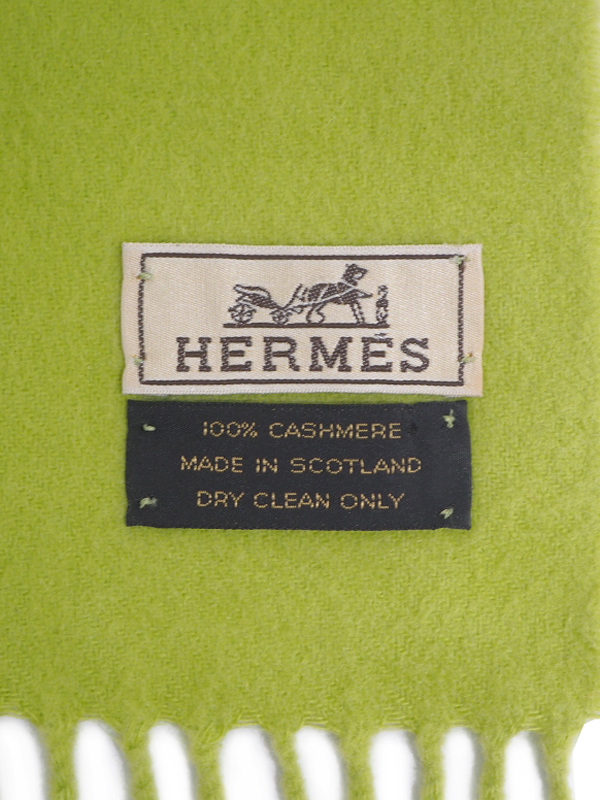 HERMÈS
100% CASHMERE
MADE IN SCOTLAND
DRY CLEAN ONLY